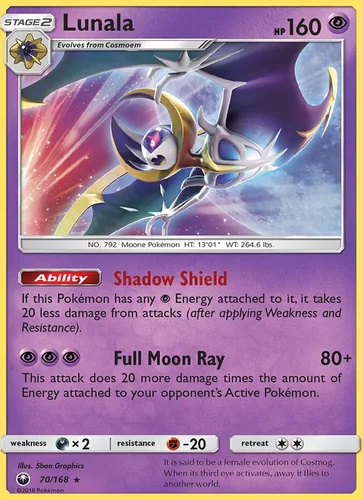 STAGE2 Lunala HP160
Evolves from Cosmoem
NO. 792 Moone Pokémon HT: 13'01" WT: 264.6 lbs.
Ability Shadow Shield
If this Pokémon has any Energy attached to it, it takes
20 less damage from attacks (after applying Weakness and
Resistance).
Full Moon Ray 80+
This attack does 20 more damage times the amount of
Energy attached to your opponent's Active Pokémon.
weakness ×2 resistance -20 retreat
Illus. 5ban Graphics
70/168 ★
©2018 Pokémon
It is said to be a female evolution of Cosmog.
When its third eye activates, away it flies to
another world.